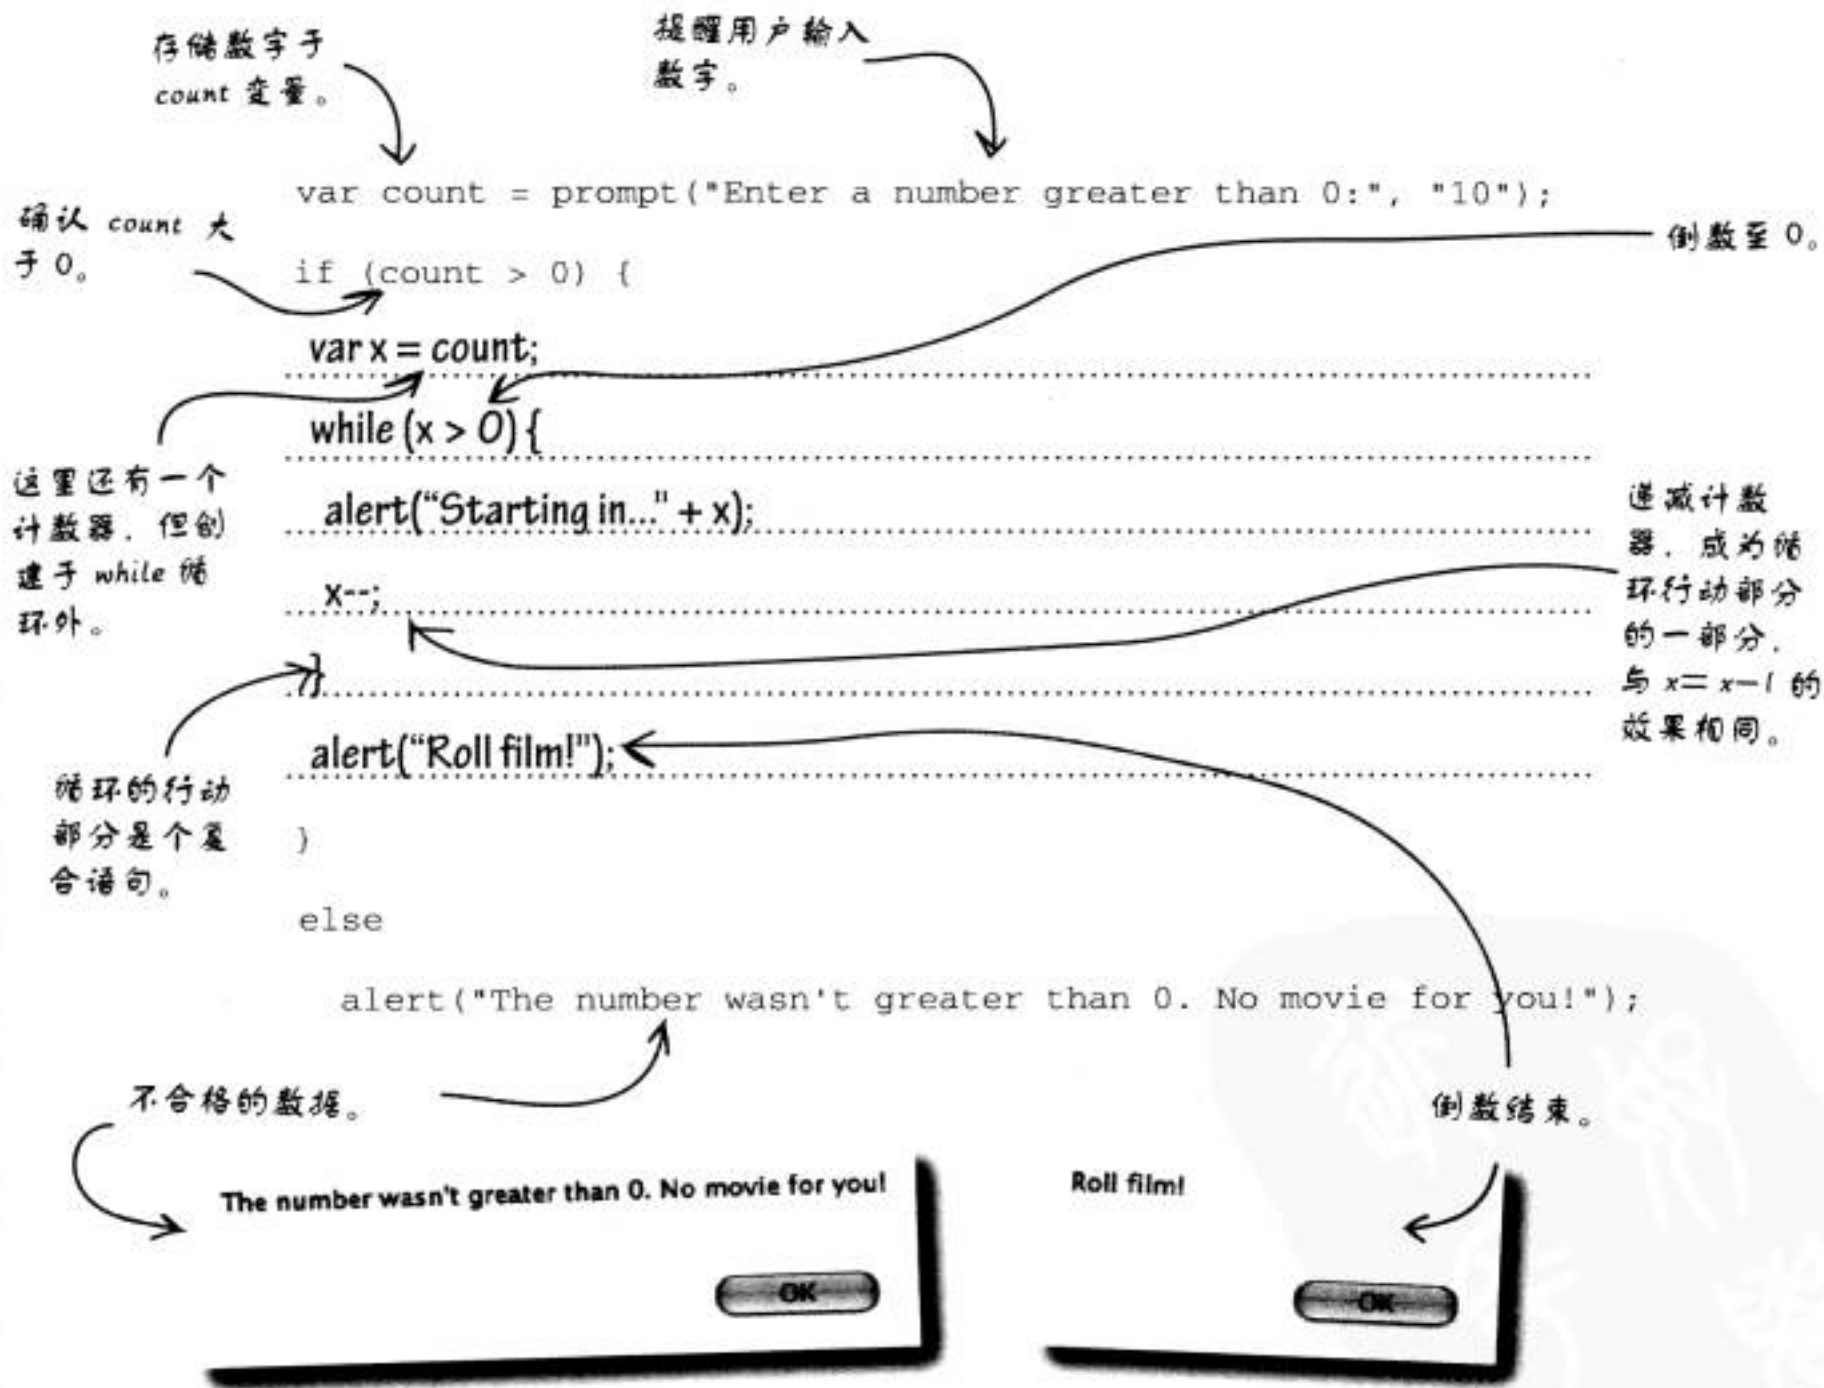 存储数字于
count 变量。
提醒用户输入
数字。
var count = prompt("Enter a number greater than 0:", "10");
确认 count 大
于 0。
倒数至 0。
if (count > 0) {
var x = count;
while (x > 0) {
这里还有一个
计数器，但创
建于 while 循
环外。
alert("Starting in..." + x);
递减计数
器，成为循
环行动部分
的一部分，
与 x= x-1 的
效果相同。
x--;
}
alert("Roll film!");
循环的行动
部分是个复
合语句。
}
else
alert("The number wasn't greater than 0. No movie for you!");
不合格的数据。
倒数结束。
The number wasn't greater than 0. No movie for you!
OK
Roll film!
OK